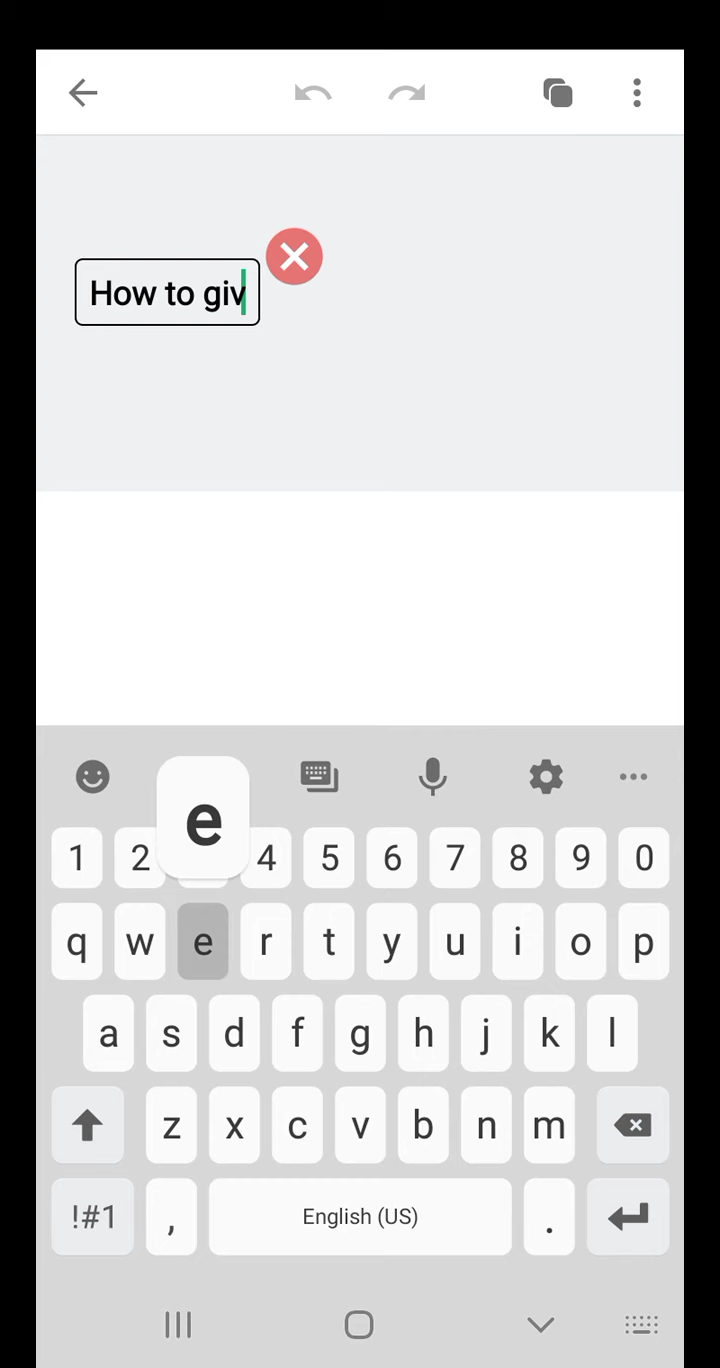 How to giv
e
1 2 4 5 6 7 8 9 0
q w e r t y u i o p
a s d f g h j k l
z x c v b n m
!#1 , English (US) .